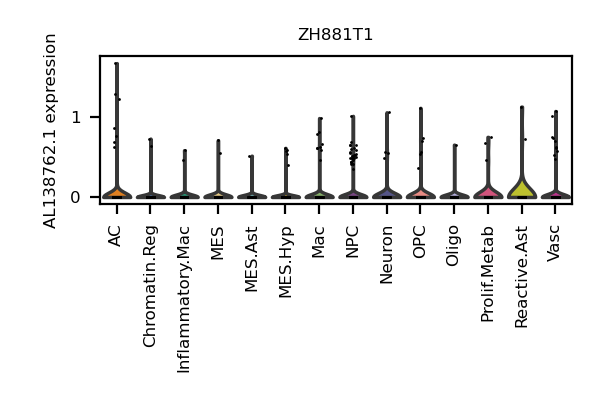 ZH881T1
AL138762.1 expression
1
0
AC
Chromatin.Reg
Inflammatory.Mac
MES
MES.Ast
MES.Hyp
Mac
NPC
Neuron
OPC
Oligo
Prolif.Metab
Reactive.Ast
Vasc